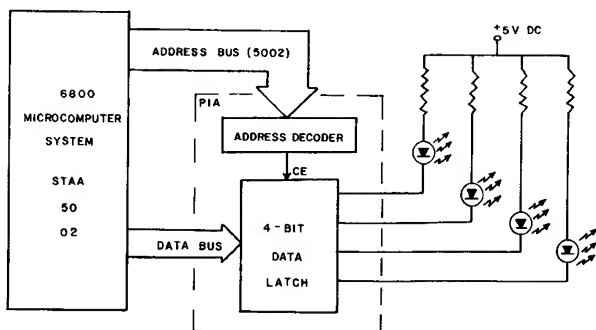 +5V DC
ADDRESS BUS (5002)
6800
MICROCOMPUTER
SYSTEM
STAA
50
02
PIA
ADDRESS DECODER
CE
4-BIT
DATA
LATCH
DATA BUS